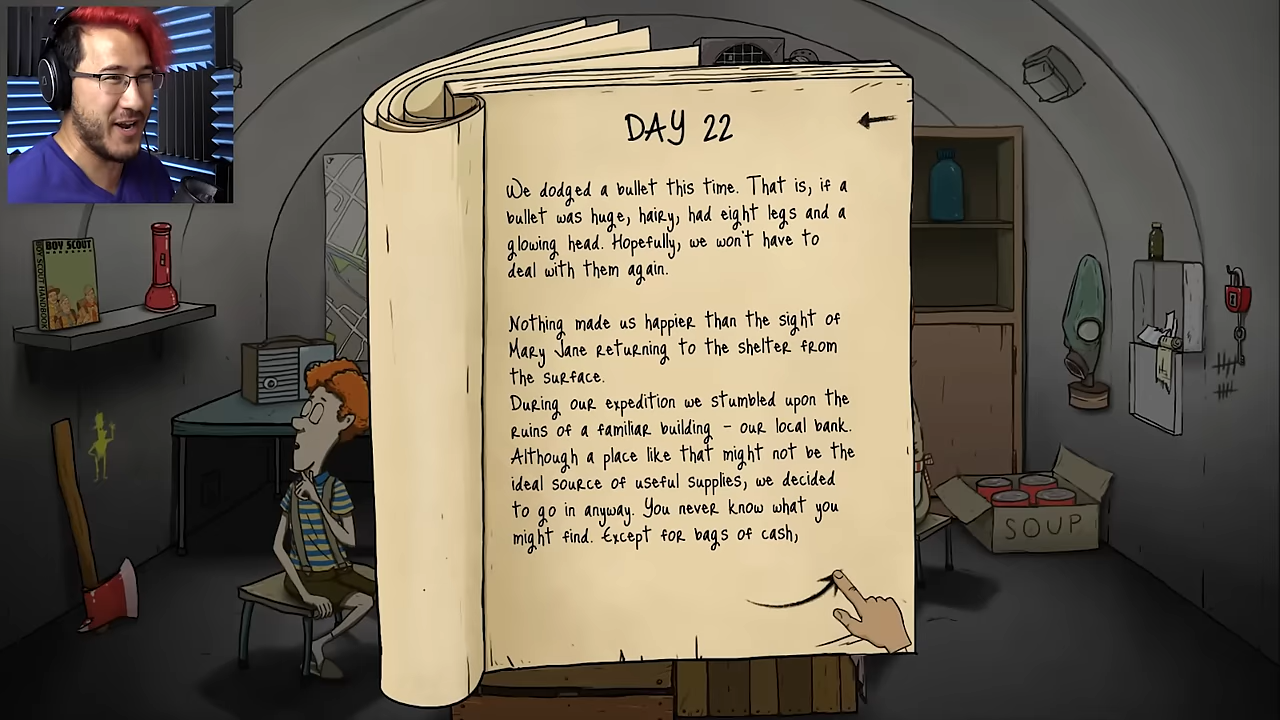 DAY 22
We dodged a bullet this time. That is, if a
bullet was huge, hairy, had eight legs and a
glowing head. Hopefully, we won't have to
deal with them again.
Nothing made us happier than the sight of
Mary Jane returning to the shelter from
the surface.
During our expedition we stumbled upon the
ruins of a familiar building - our local bank.
Although a place like that might not be the
ideal source of useful supplies, we decided
to go in anyway. You never know what you
might find. Except for bags of cash,
BOY SCOUT
BOY SCOUT HANDBOOK
SOUP